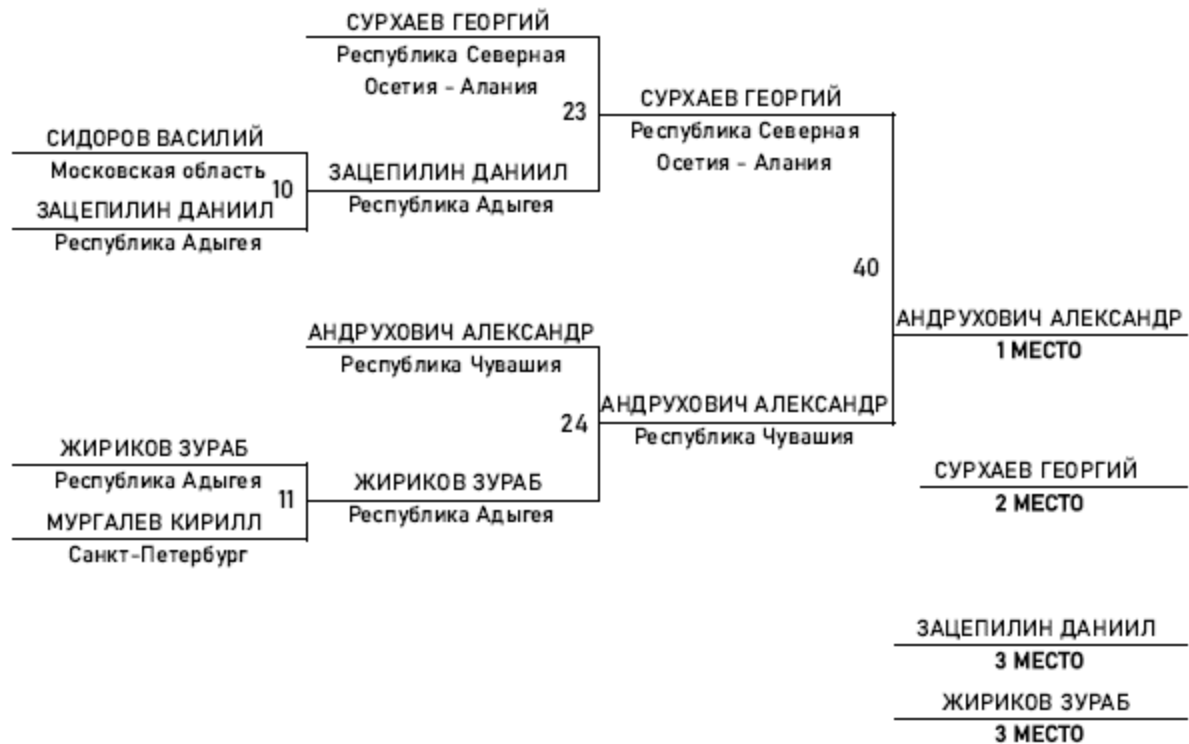 СУРХАЕВ ГЕОРГИЙ
Республика Северная
Осетия - Алания
23
СУРХАЕВ ГЕОРГИЙ
Республика Северная
Осетия - Алания
СИДОРОВ ВАСИЛИЙ
Московская область
10
ЗАЦЕПИЛИН ДАНИИЛ
Республика Адыгея
ЗАЦЕПИЛИН ДАНИИЛ
Республика Адыгея
40
АНДРУХОВИЧ АЛЕКСАНДР
1 МЕСТО
АНДРУХОВИЧ АЛЕКСАНДР
Республика Чувашия
24
АНДРУХОВИЧ АЛЕКСАНДР
Республика Чувашия
ЖИРИКОВ ЗУРАБ
Республика Адыгея
11
МУРГАЛЕВ КИРИЛЛ
Санкт-Петербург
ЖИРИКОВ ЗУРАБ
Республика Адыгея
СУРХАЕВ ГЕОРГИЙ
2 МЕСТО
ЗАЦЕПИЛИН ДАНИИЛ
3 МЕСТО
ЖИРИКОВ ЗУРАБ
3 МЕСТО